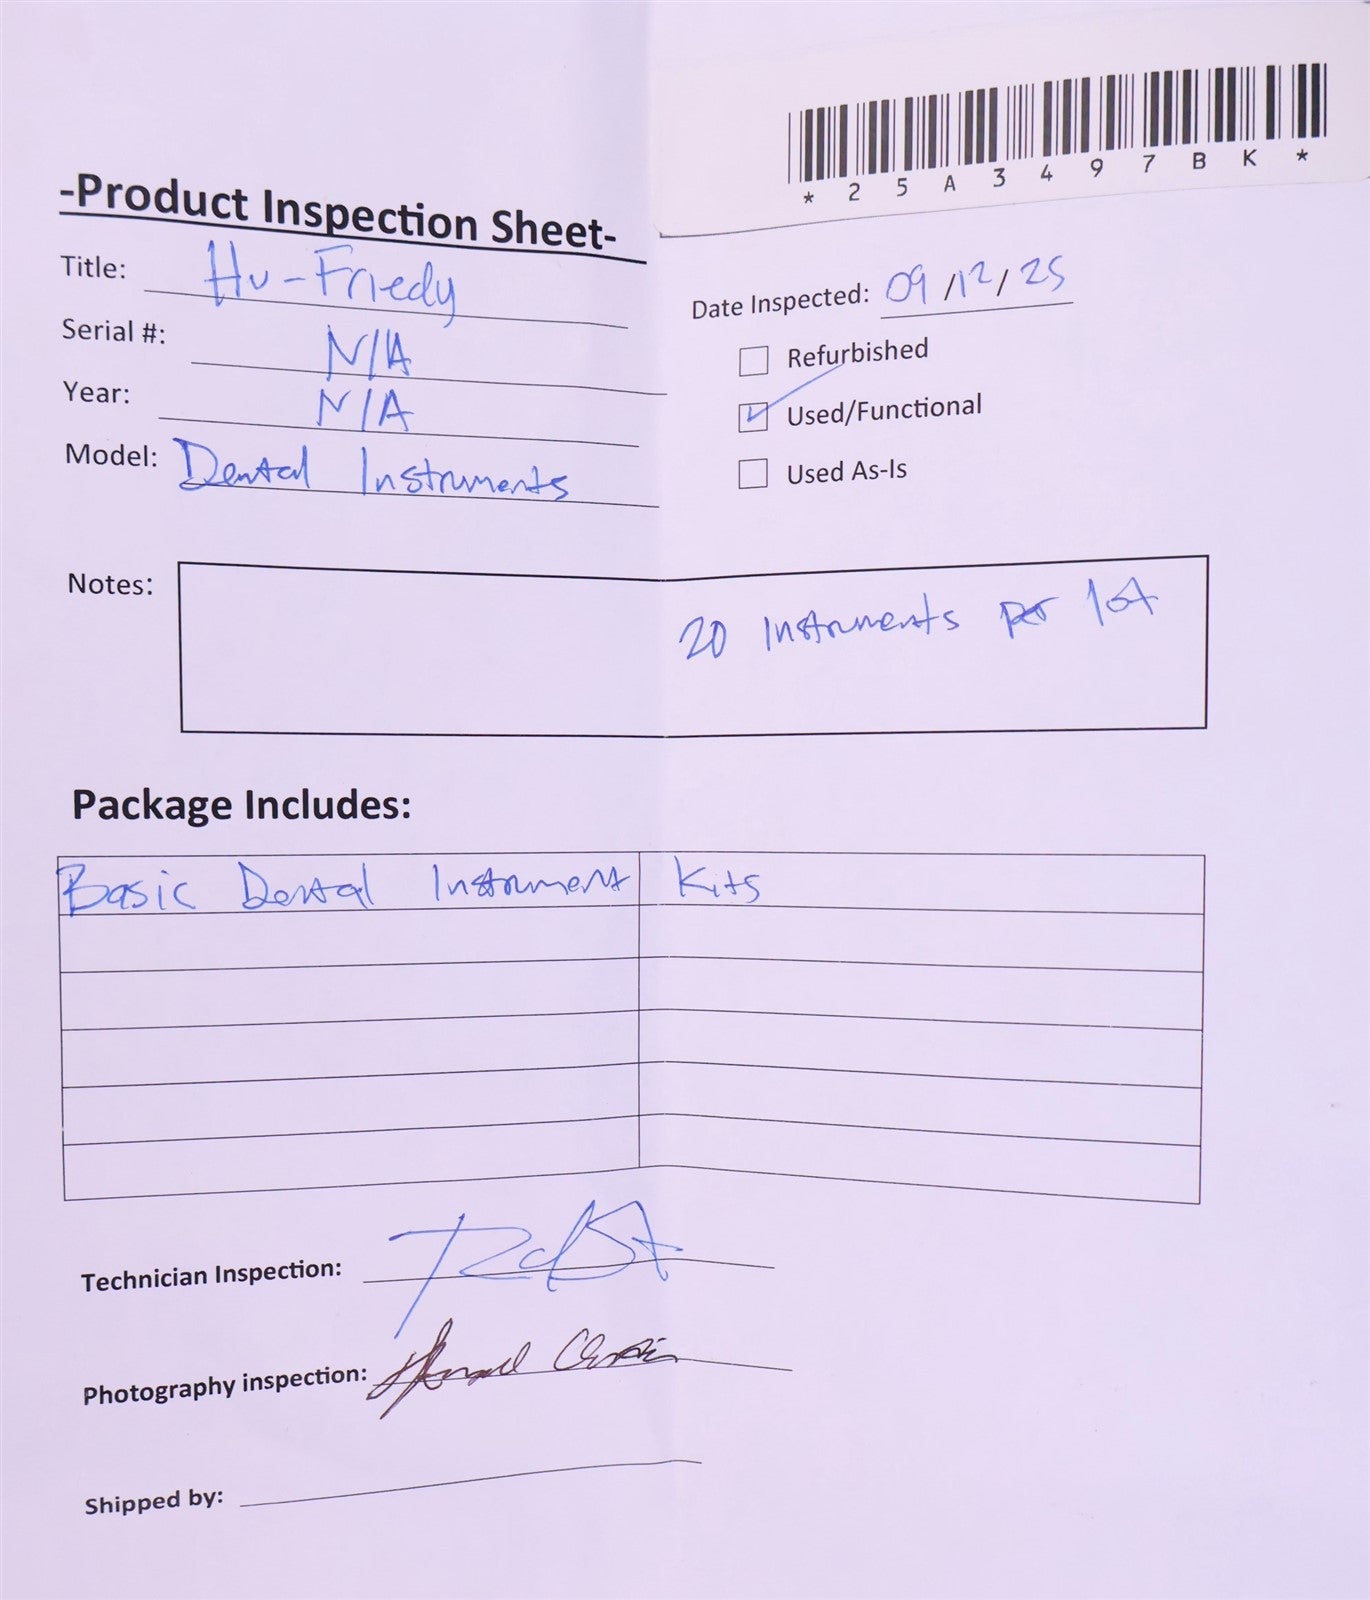 *25A3497BK*
-Product Inspection Sheet-
Title: Hu-Friedy
Serial #: N/A
Year: N/A
Model: Dental Instruments
Date Inspected: 09/12/25
Refurbished
Used/Functional
Used As-Is
Notes: 20 Instruments per lot
Package Includes:
Basic Dental Instrument Kits
Technician Inspection:
Photography inspection:
Shipped by: